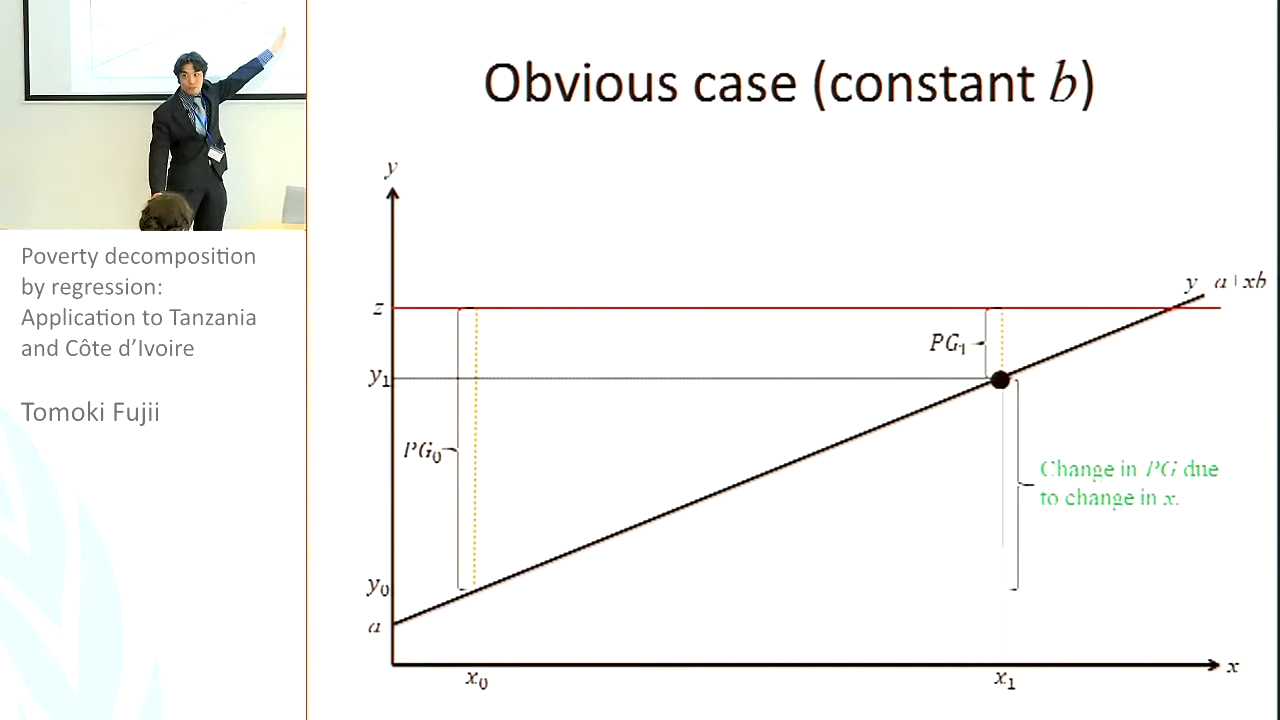 Obvious case (constant b)
y
y a+xb
z
PG₁
y₁
PG₀
Change in PG due
to change in x.
y₀
a
x
x₀
x₁
Poverty decomposition
by regression:
Application to Tanzania
and Côte d’Ivoire
Tomoki Fujii